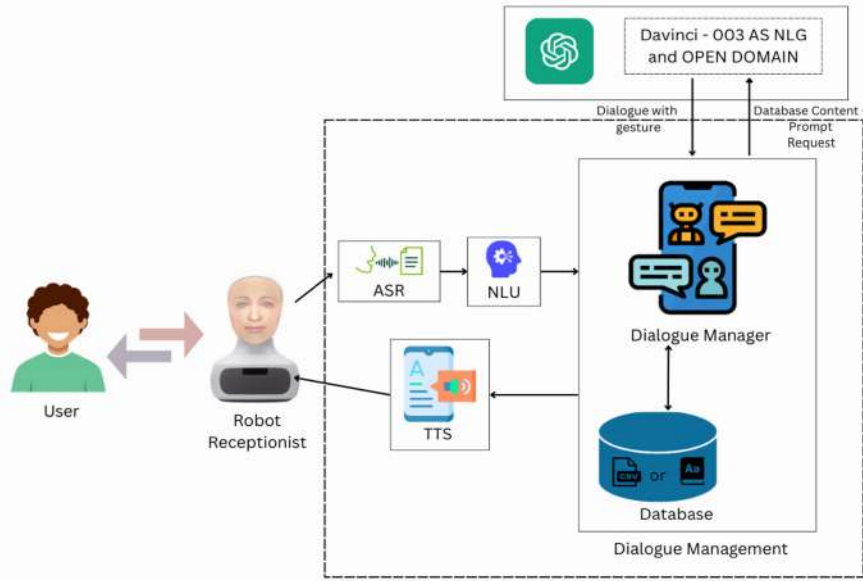 Davinci - 003 AS NLG
and OPEN DOMAIN
Dialogue with
gesture
Database Content +
Prompt
Request
ASR
NLU
Dialogue Manager
User
Robot
Receptionist
A
TTS
CSV or Aa
Database
Dialogue Management